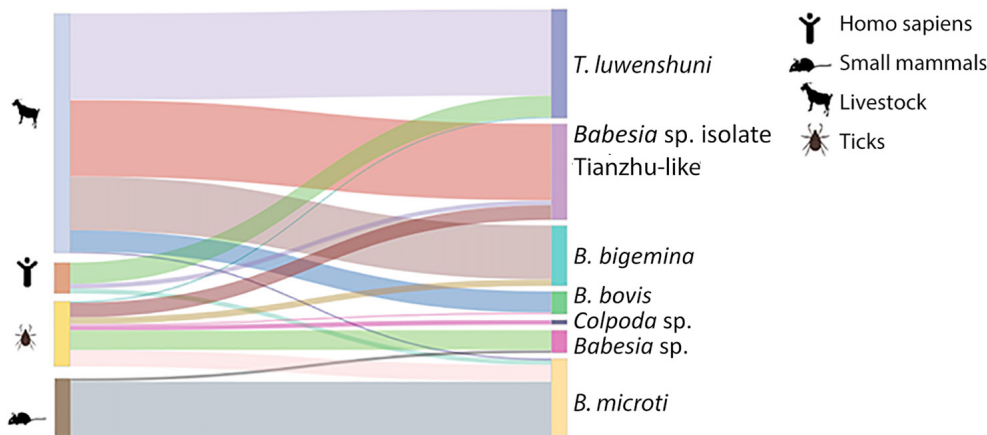 T. luwenshuni
Babesia sp. isolate
Tianzhu-like
B. bigemina
B. bovis
Colpoda sp.
Babesia sp.
B. microti
Homo sapiens
Small mammals
Livestock
Ticks